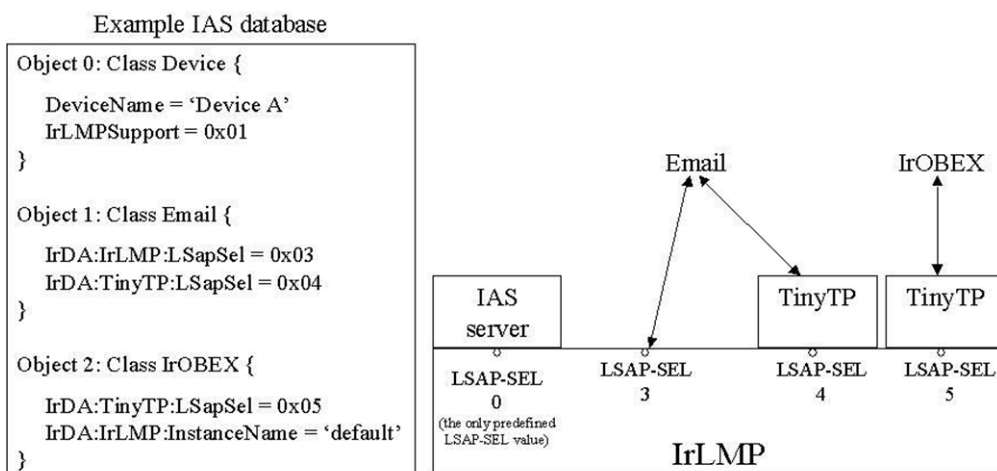 Example IAS database
Object 0: Class Device {
DeviceName = ‘Device A’
IrLMPSupport = 0x01
}
Object 1: Class Email {
IrDA:IrLMP:LSapSel = 0x03
IrDA:TinyTP:LSapSel = 0x04
}
Object 2: Class IrOBEX {
IrDA:TinyTP:LSapSel = 0x05
IrDA:IrLMP:InstanceName = ‘default’
}
Email
IrOBEX
IAS
server
TinyTP
TinyTP
LSAP-SEL
0
(the only predefined
LSAP-SEL value)
LSAP-SEL
3
LSAP-SEL
4
LSAP-SEL
5
IrLMP